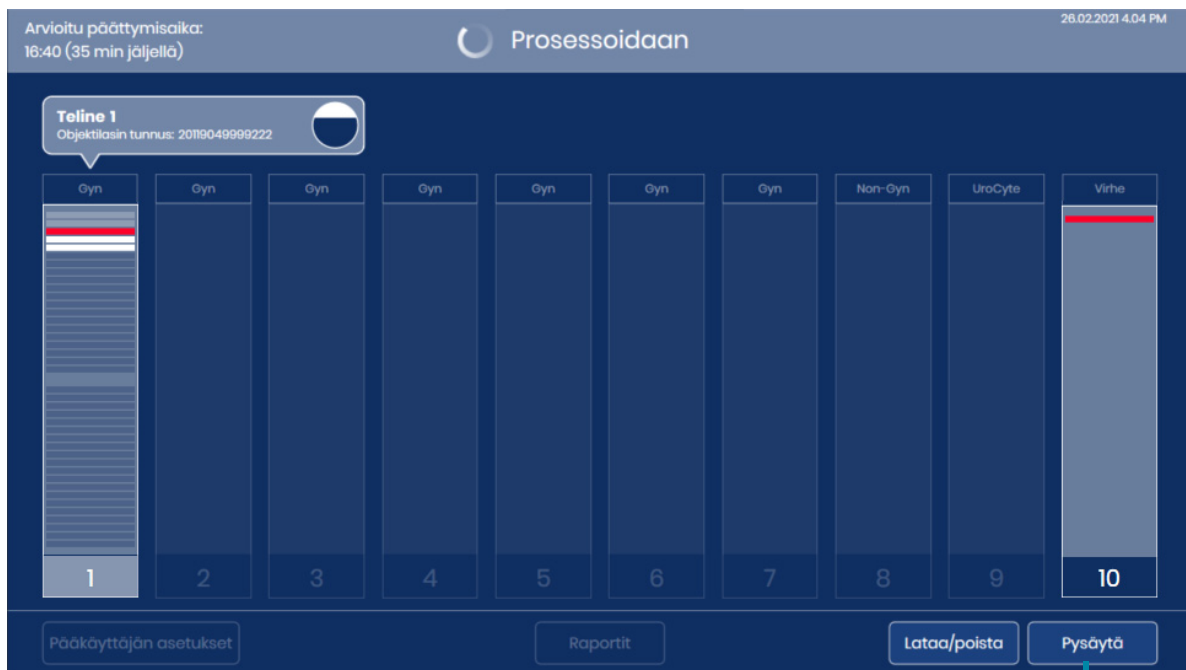 Arvioitu päättymisaika:
16:40 (35 min jäljellä)
Prosessoidaan
26.02.2021 4.04 PM
Teline 1
Objektilasin tunnus: 20119049999222
Gyn
Gyn
Gyn
Gyn
Gyn
Gyn
Gyn
Non-Gyn
UroCyte
Virhe
1
2
3
4
5
6
7
8
9
10
Pääkäyttäjän asetukset
Raportit
Lataa/poista
Pysäytä